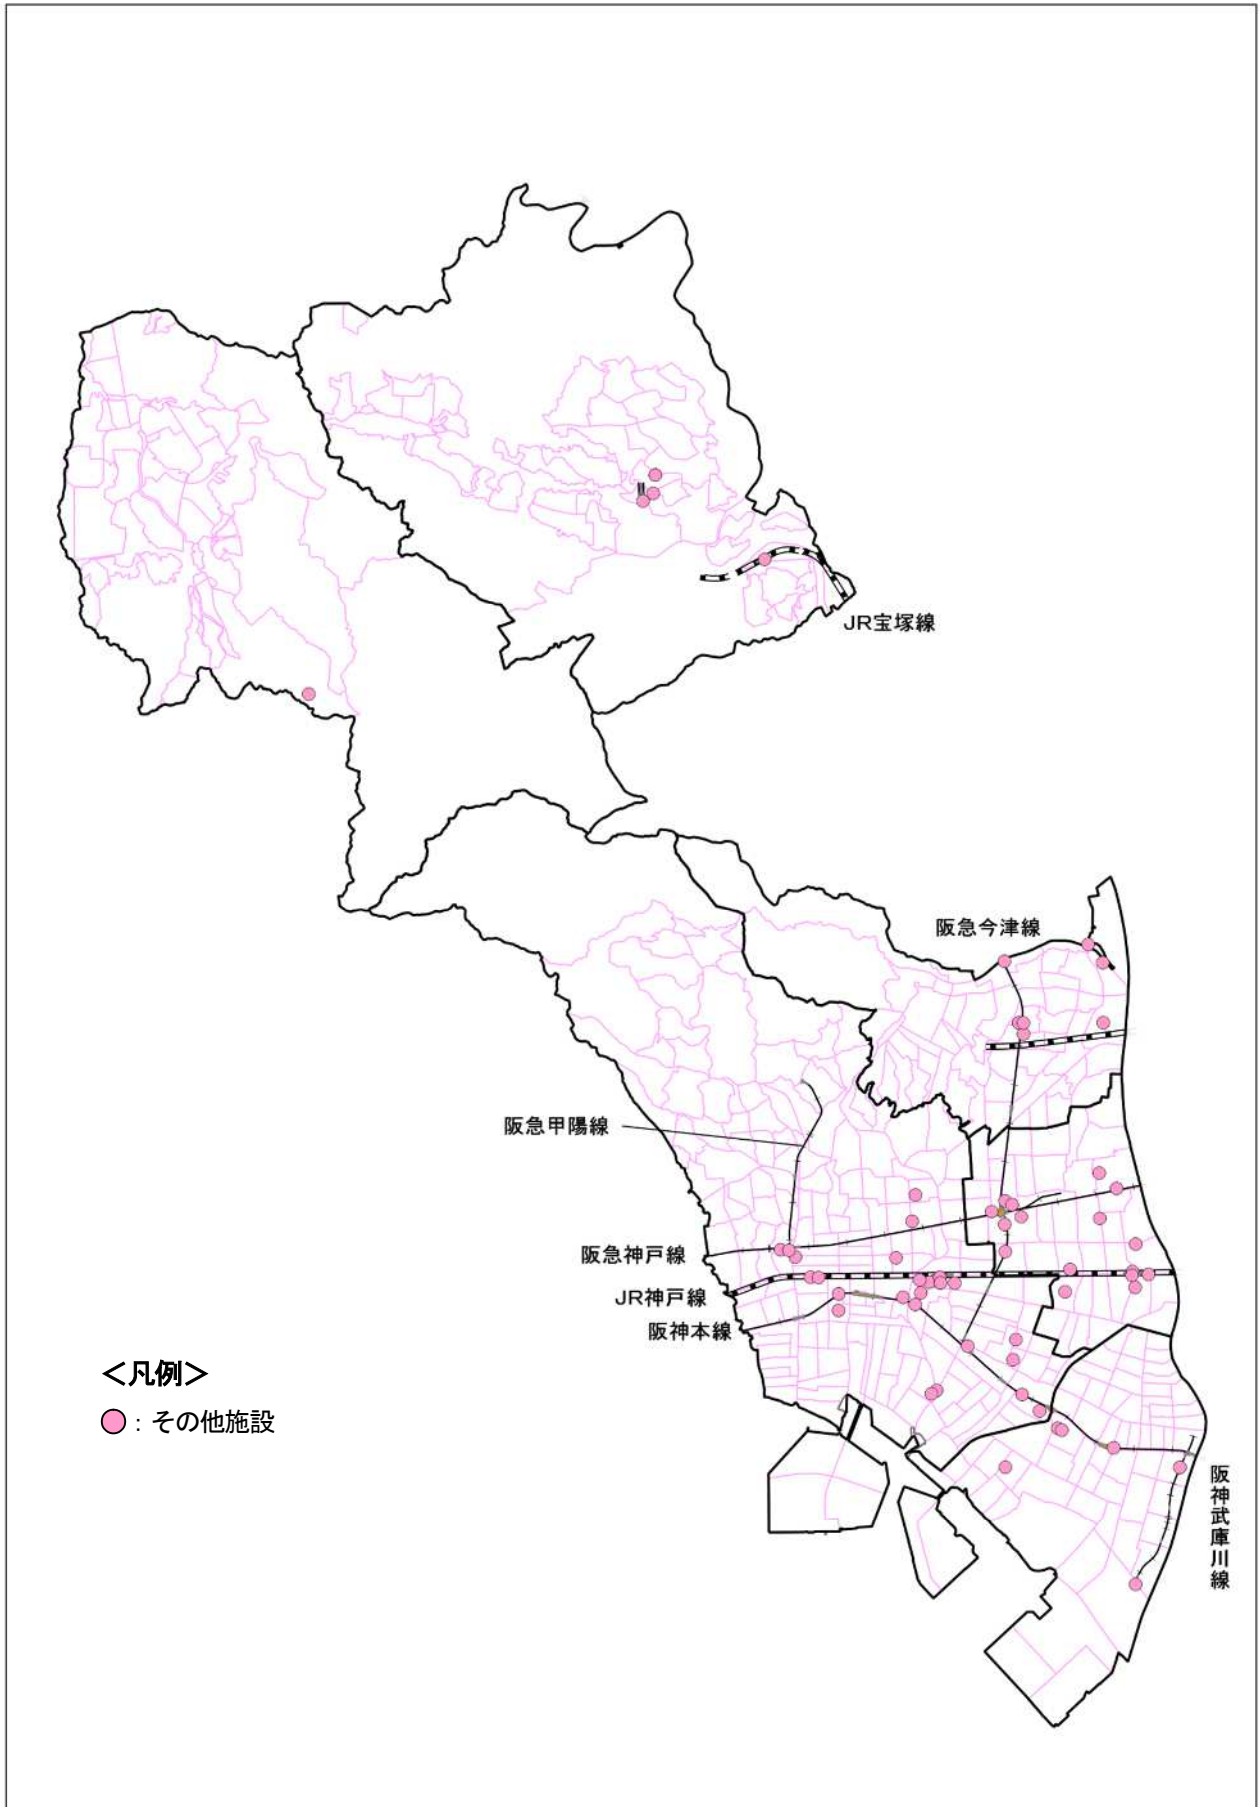 JR宝塚線
阪急今津線
阪急甲陽線
阪急神戸線
JR神戸線
阪神本線
＜凡例＞
：その他施設
阪神武庫川線